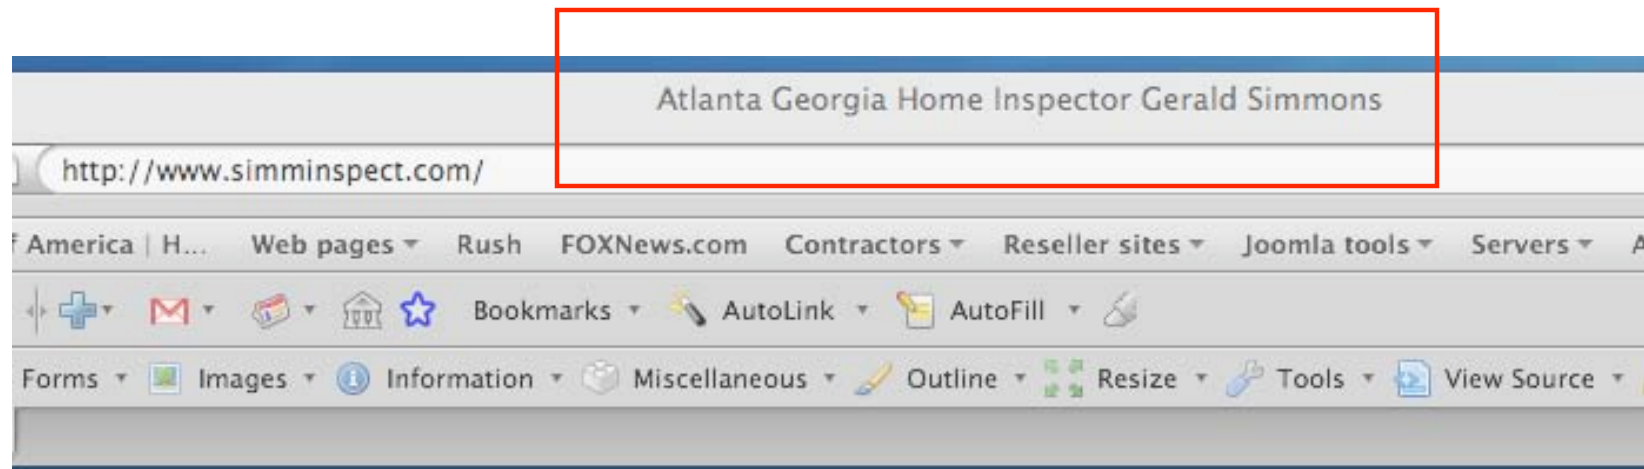 Atlanta Georgia Home Inspector Gerald Simmons
http://www.simminspect.com/
f America | H... Web pages Rush FOXNews.com Contractors Reseller sites Joomla tools Servers A
Bookmarks AutoLink AutoFill
Forms Images Information Miscellaneous Outline Resize Tools View Source